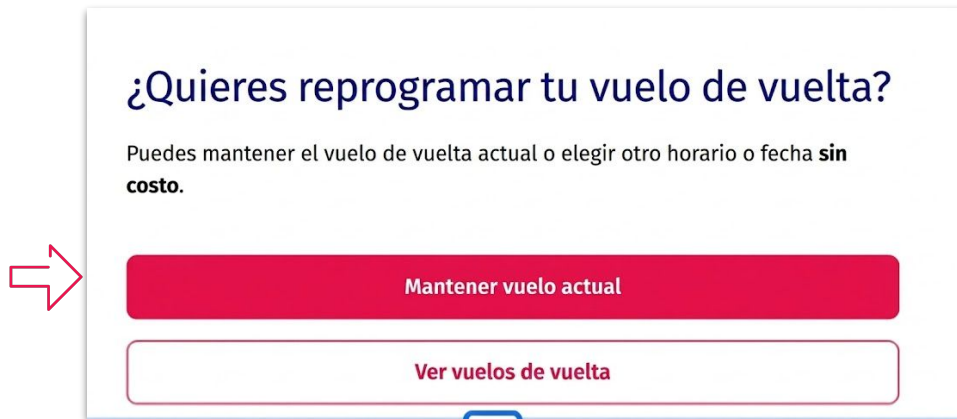 ¿Quieres reprogramar tu vuelo de vuelta?
Puedes mantener el vuelo de vuelta actual o elegir otro horario o fecha sin
costo.
Mantener vuelo actual
Ver vuelos de vuelta